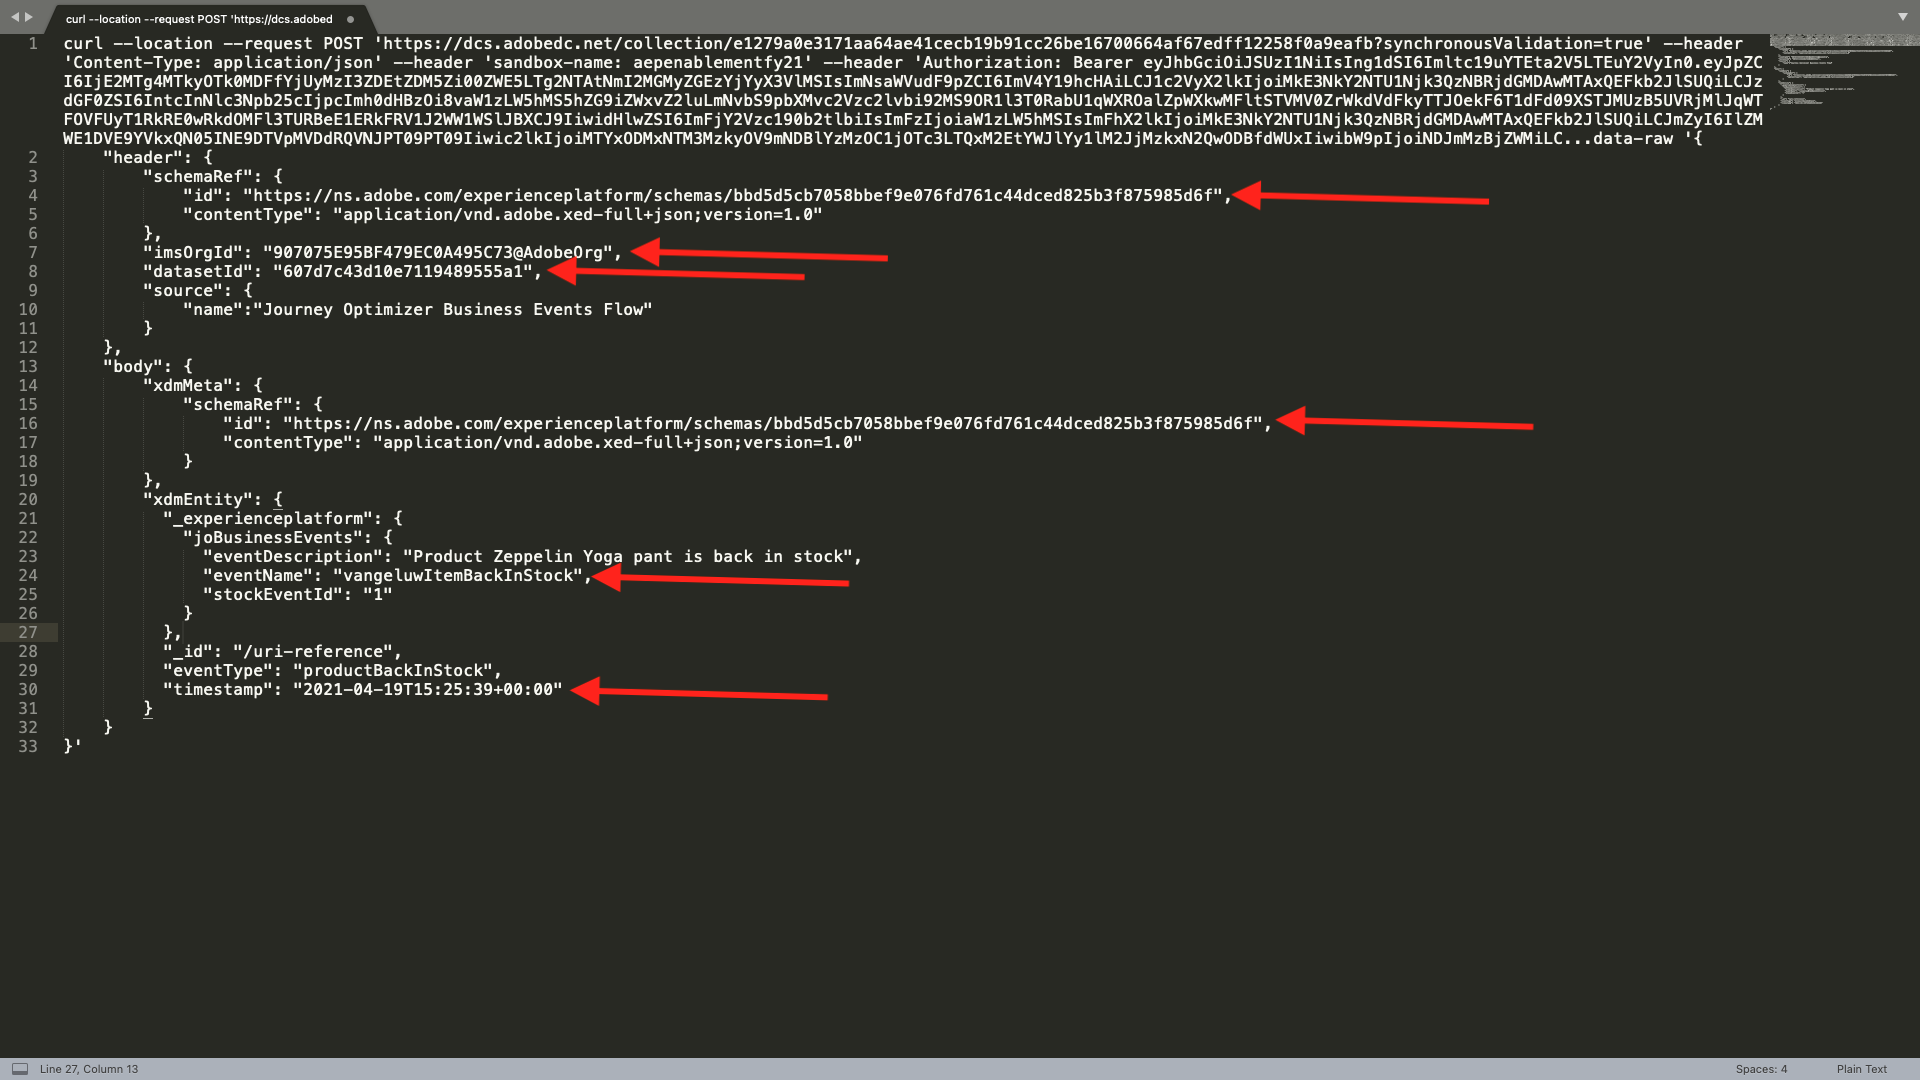 curl --location --request POST 'https://dcs.adobed
1 curl --location --request POST 'https://dcs.adobedc.net/collection/e1279a0e3171aa64ae41cecb19b91cc26be16700664af67edff12258f0a9eafb?synchronousValidation=true' --header
'Content-Type: application/json' --header 'sandbox-name: aepenablementfy21' --header 'Authorization: Bearer eyJhbGciOiJSUzI1NiIsIng1dSI6Imltc19uYTEta2V5LTEuY2VyIn0.eyJpZC
I6IjE2MTg4MTkyOTk0MDFfYjUyMzI3ZDEtZDM5Zi00ZWE5LTg2NTAtNmI2MGMyZGEzYjYyX3VlMSIsImNsaWVudF9pZCI6ImV4Y19hcHAiLCJ1c2VyX2lkIjoiMkE3NkY2NTU1Njk3QzNBRjdGMDAwMTAxQEFkb2JlSUQiLCJz
dGF0ZSI6IntcInNlc3Npb25cIjpcImh0dHBzOi8vaW1zLW5hMS5hZG9iZWxvZ2luLmNvbS9pbXMvc2Vzc2lvbi92MS9OR1l3T0RabU1qWXROalZpWXkwMFltSTVMV0ZrWkdVdFkyTTJOekF6T1dFd09XSTJMUzB5UVRjMlJqWT
FOVFUyT1RkRE0wRkdOMFl3TURBeE1ERkFRV1J2WW1WSlJBXCJ9IiwidHlwZSI6ImFjY2Vzc190b2tlbiIsImFzIjoiaW1zLW5hMSIsImFhX2lkIjoiMkE3NkY2NTU1Njk3QzNBRjdGMDAwMTAxQEFkb2JlSUQiLCJmZyI6IlZM
WE1DVE9YVkxQN05INE9DTVpMVDdRQVNJPT09PT09Iiwic2lkIjoiMTYxODMxNTM3MzkyOV9mNDBlYzMzOC1jOTc3LTQxM2EtYWJlYy1lM2JjMzkxN2QwODBfdWUxIiwibW9pIjoiNDJmMzBjZWMiLC...data-raw '{
2 "header": {
3 "schemaRef": {
4 "id": "https://ns.adobe.com/experienceplatform/schemas/bbd5d5cb7058bbef9e076fd761c44dced825b3f875985d6f",
5 "contentType": "application/vnd.adobe.xed-full+json;version=1.0"
6 },
7 "imsOrgId": "907075E95BF479EC0A495C73@AdobeOrg",
8 "datasetId": "607d7c43d10e7119489555a1",
9 "source": {
10 "name":"Journey Optimizer Business Events Flow"
11 }
12 },
13 "body": {
14 "xdmMeta": {
15 "schemaRef": {
16 "id": "https://ns.adobe.com/experienceplatform/schemas/bbd5d5cb7058bbef9e076fd761c44dced825b3f875985d6f",
17 "contentType": "application/vnd.adobe.xed-full+json;version=1.0"
18 }
19 },
20 "xdmEntity": {
21 "_experienceplatform": {
22 "joBusinessEvents": {
23 "eventDescription": "Product Zeppelin Yoga pant is back in stock",
24 "eventName": "vangeluwItemBackInStock",
25 "stockEventId": "1"
26 }
27 },
28 "_id": "/uri-reference",
29 "eventType": "productBackInStock",
30 "timestamp": "2021-04-19T15:25:39+00:00"
31 }
32 }
33 }'
Line 27, Column 13
Spaces: 4
Plain Text